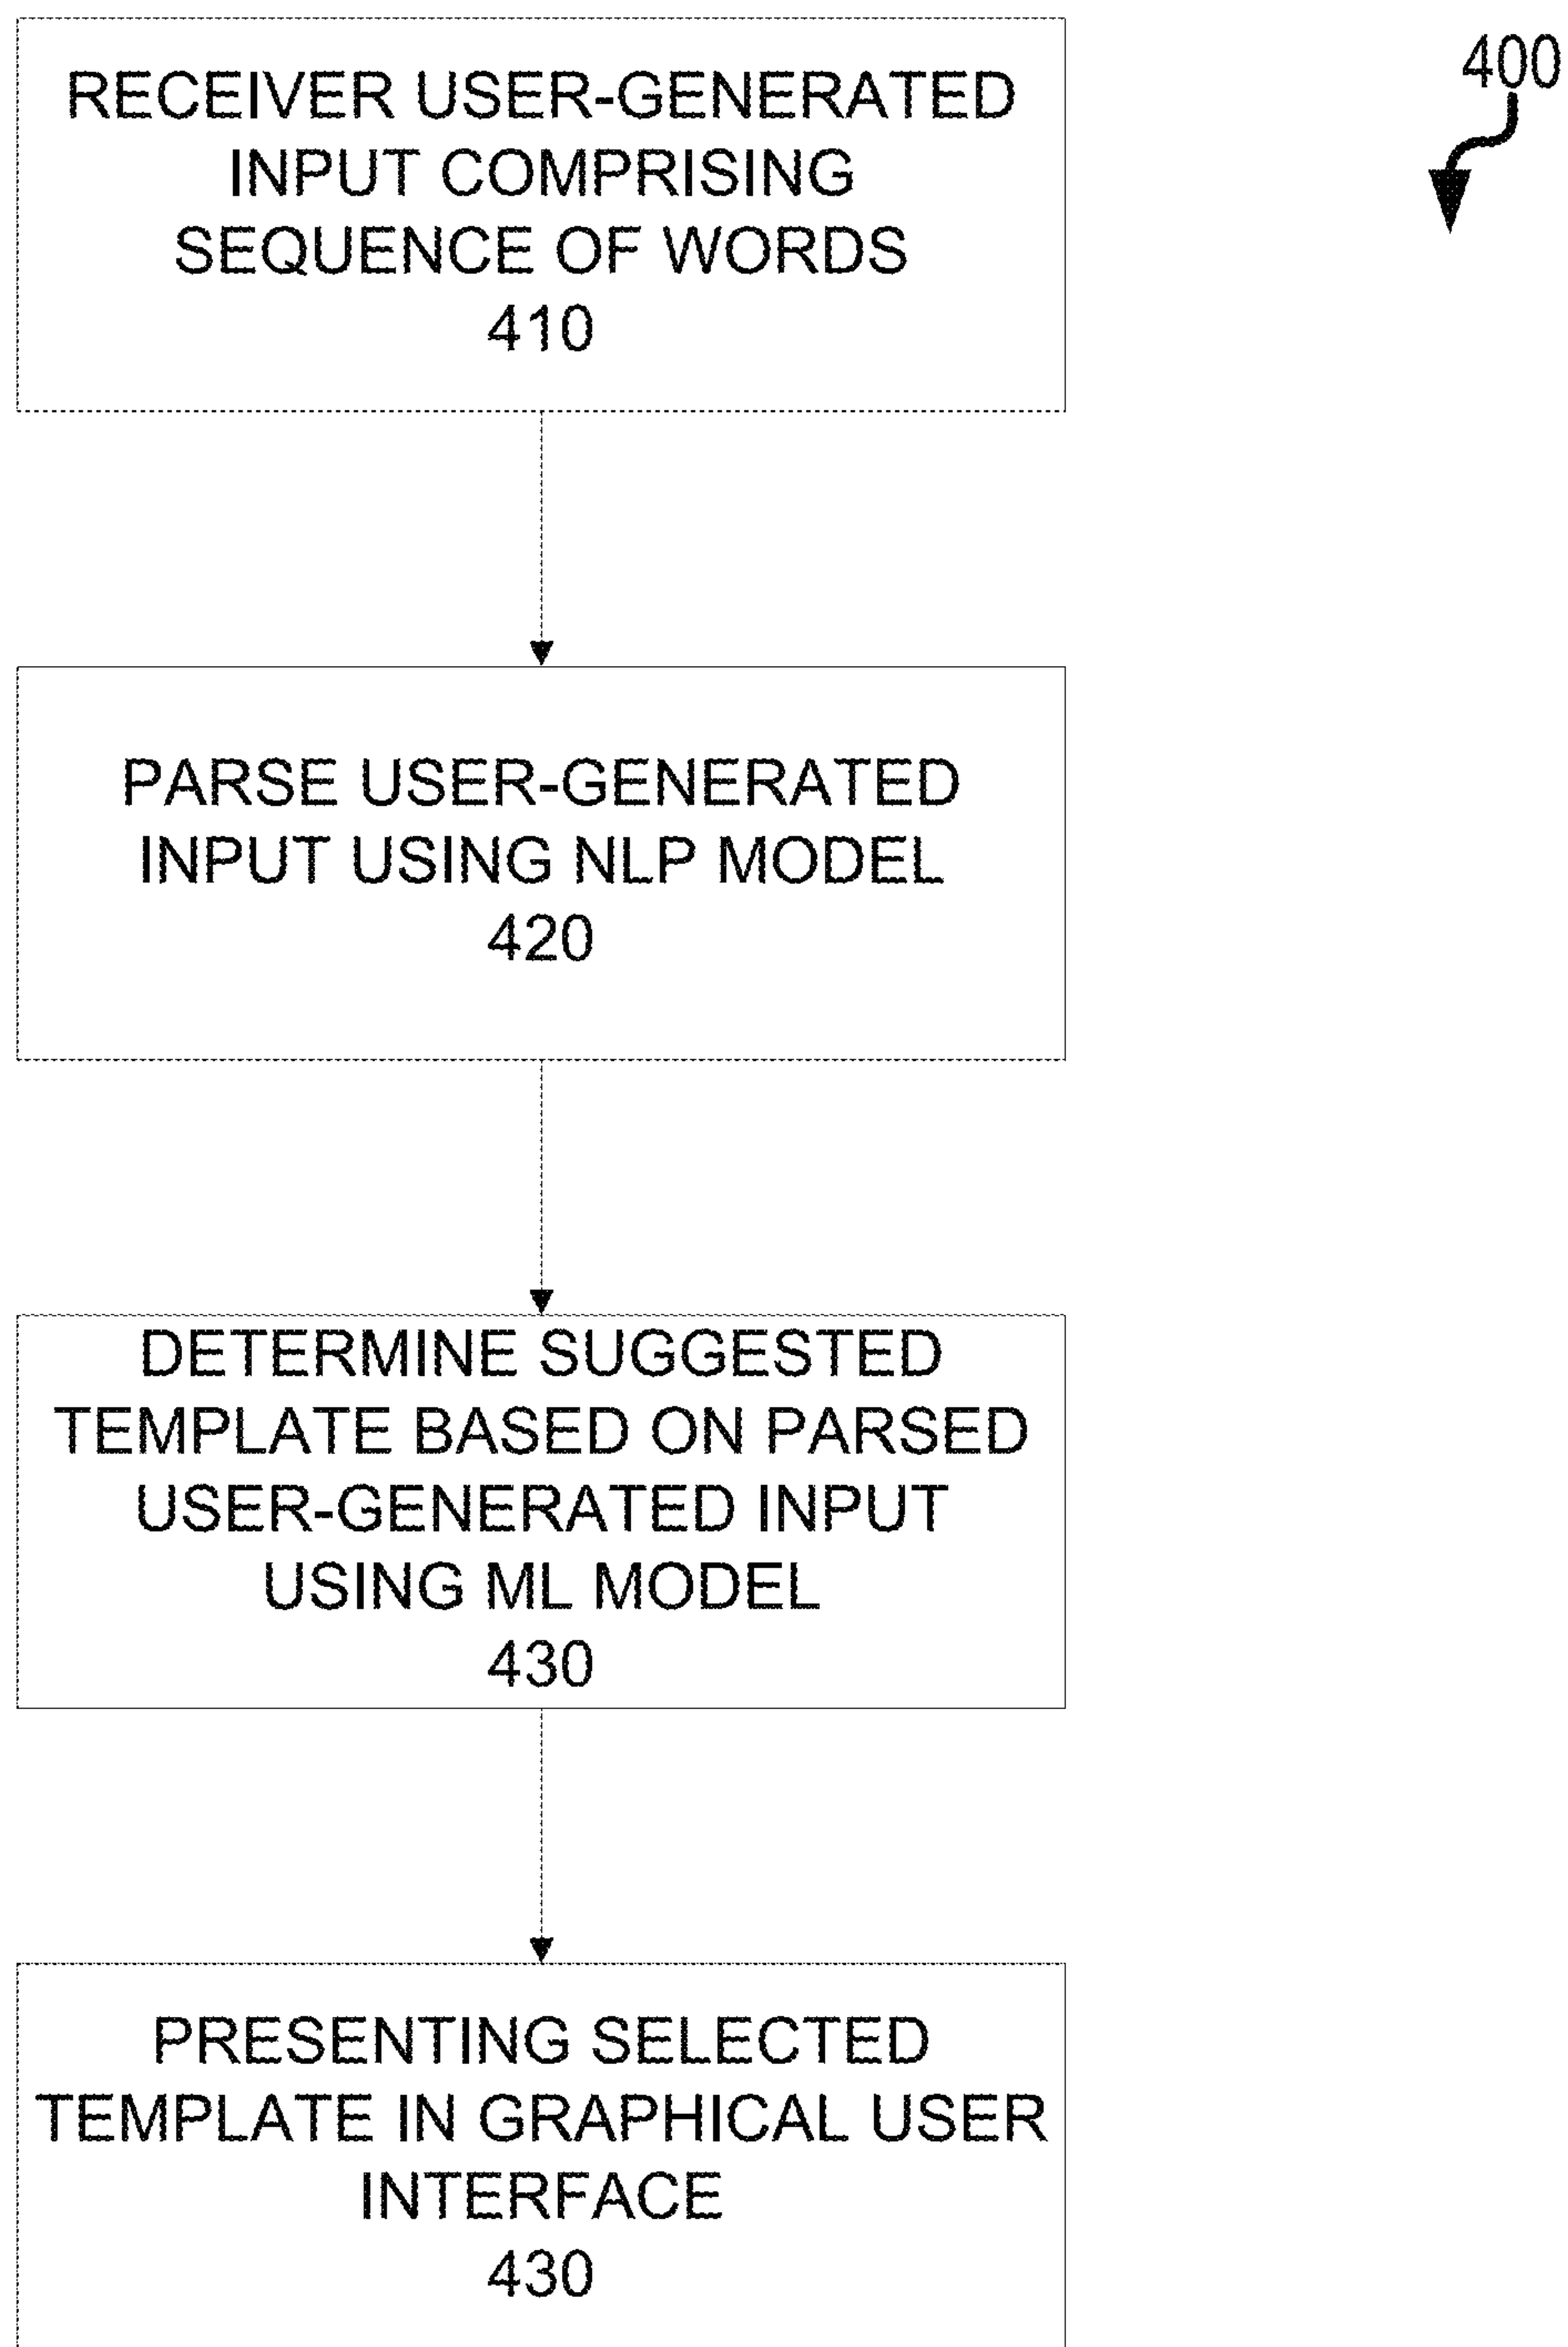 400
RECEIVER USER-GENERATED
INPUT COMPRISING
SEQUENCE OF WORDS
410
PARSE USER-GENERATED
INPUT USING NLP MODEL
420
DETERMINE SUGGESTED
TEMPLATE BASED ON PARSED
USER-GENERATED INPUT
USING ML MODEL
430
PRESENTING SELECTED
TEMPLATE IN GRAPHICAL USER
INTERFACE
430